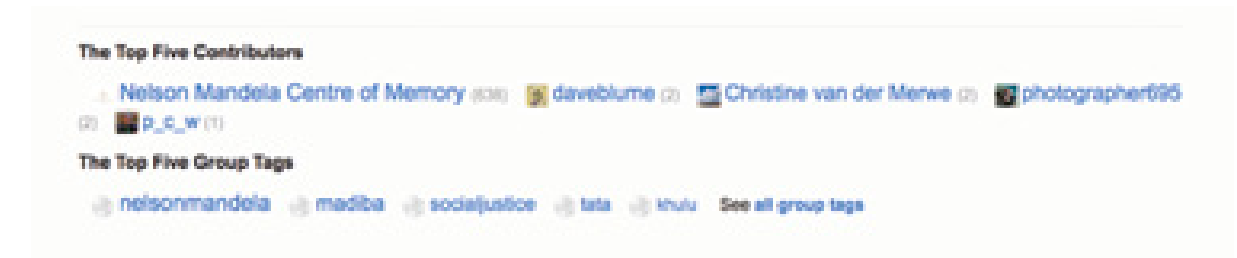 The Top Five Contributors
Nelson Mandela Centre of Memory (638) daveblume (2) Christine van der Merwe (2) photographer695
(2) p_c_w (1)
The Top Five Group Tags
nelsonmandela madiba socialjustice tata khulu See all group tags